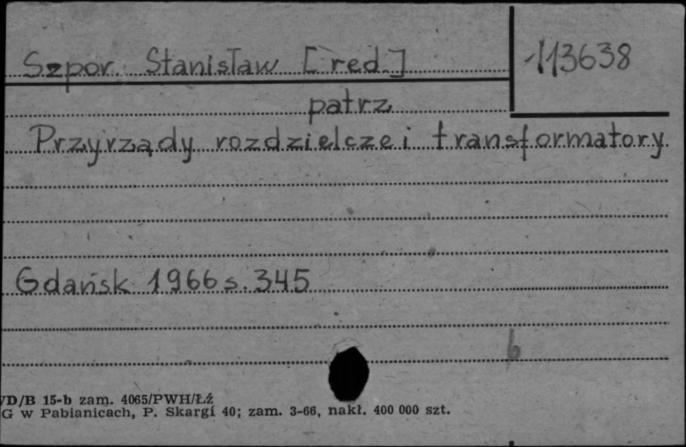 Szpor Stanisław [red.]
113638
patrz
Przyrządy rozdzielcze i transformatory.
Gdańsk 1966 s. 345
b
VD/B 15-b zam. 4065/PWH/Łź
G w Pabianicach, P. Skargi 40; zam. 3-66, nakł. 400 000 szt.